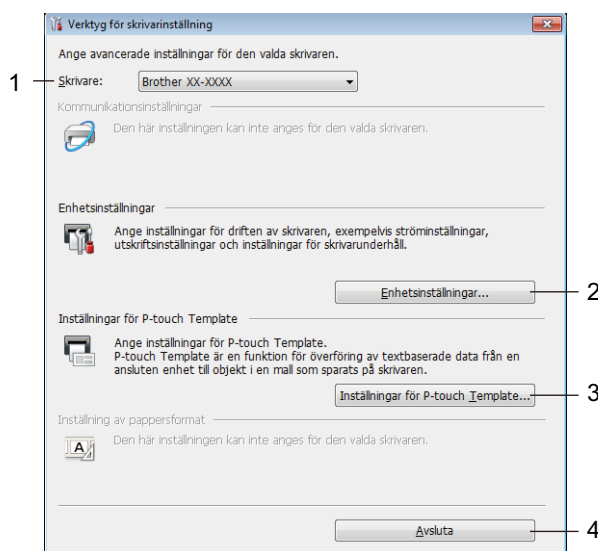 Verktyg för skrivarinställning
Ange avancerade inställningar för den valda skrivaren.
1 Skrivare: Brother XX-XXXX
Kommunikationsinställningar
Den här inställningen kan inte anges för den valda skrivaren.
Enhetsinställningar
Ange inställningar för driften av skrivaren, exempelvis ströminställningar,
utskriftsinställningar och inställningar för skrivarunderhåll.
Enhetsinställningar... 2
Inställningar för P-touch Template
Ange inställningar för P-touch Template.
P-touch Template är en funktion för överföring av textbaserade data från en
ansluten enhet till objekt i en mall som sparats på skrivaren.
Inställningar för P-touch Template... 3
Inställning av pappersformat
A
Den här inställningen kan inte anges för den valda skrivaren.
Avsluta 4